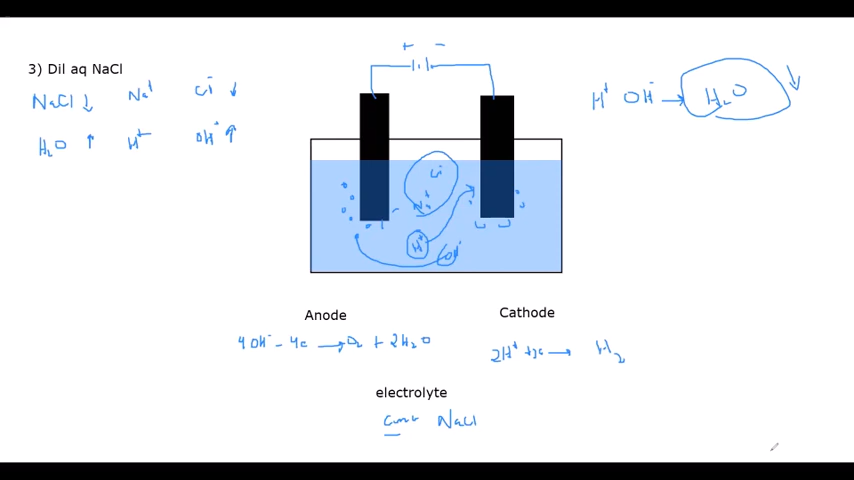 3) Dil aq NaCl
NaCl ↓ Na⁺ Cl⁻ ↓
H₂O ↑ H⁺ OH⁻ ↑
+ −
H⁺ OH⁻ → H₂O ↓
Cl⁻
Na⁺
H⁺
OH⁻
Anode
Cathode
4OH⁻ − 4e → O₂ + 2H₂O
2H⁺ + 2e → H₂
electrolyte
conc NaCl